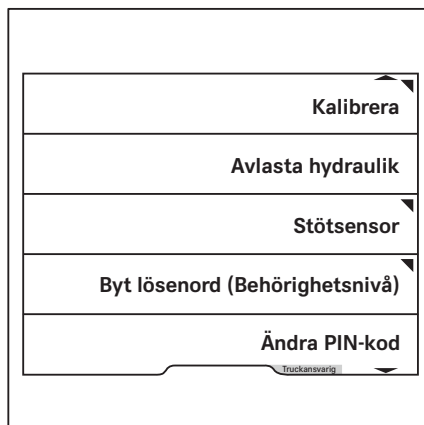 Kalibrera
Avlasta hydraulik
Stötsensor
Byt lösenord (Behörighetsnivå)
Ändra PIN-kod
Truckansvarig